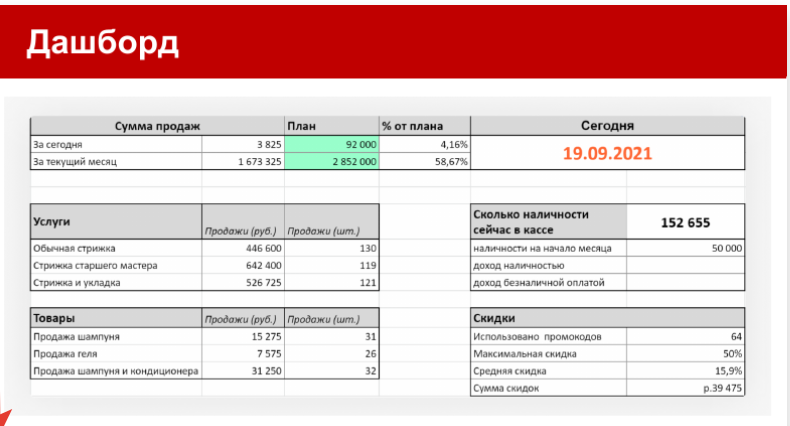 Дашборд
Сумма продаж План % от плана Сегодня
За сегодня 3 825 92 000 4,16%
19.09.2021
За текущий месяц 1 673 325 2 852 000 58,67%
Услуги Продажи (руб.) Продажи (шт.)
Сколько наличности сейчас в кассе 152 655
Обычная стрижка 446 600 130 наличности на начало месяца 50 000
Стрижка старшего мастера 642 400 119 доход наличностью
Стрижка и укладка 526 725 121 доход безналичной оплатой
Товары Продажи (руб.) Продажи (шт.) Скидки
Продажа шампуня 15 275 31 Использовано промокодов 64
Продажа геля 7 575 26 Максимальная скидка 50%
Продажа шампуня и кондиционера 31 250 32 Средняя скидка 15,9%
Сумма скидок р.39 475